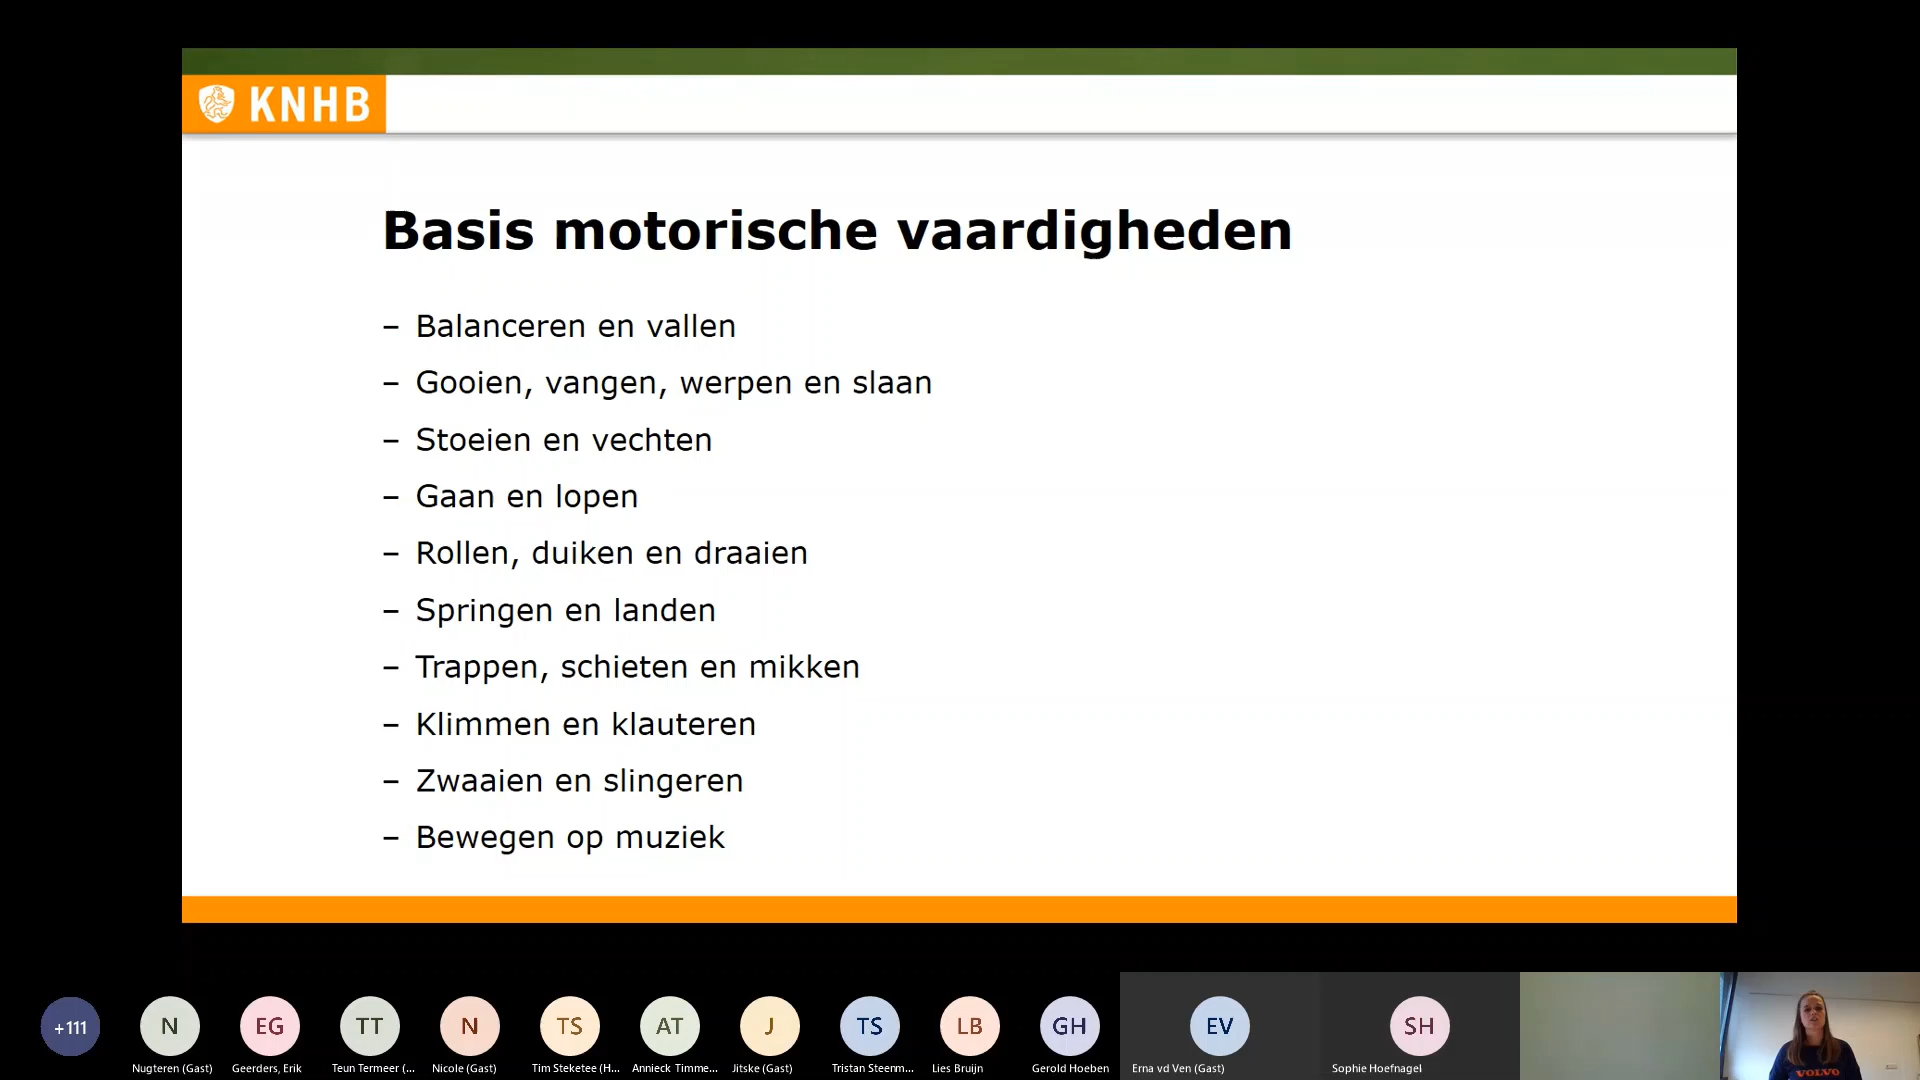 KNHB
Basis motorische vaardigheden
– Balanceren en vallen
– Gooien, vangen, werpen en slaan
– Stoeien en vechten
– Gaan en lopen
– Rollen, duiken en draaien
– Springen en landen
– Trappen, schieten en mikken
– Klimmen en klauteren
– Zwaaien en slingeren
– Bewegen op muziek
+111 N EG TT N TS AT J TS LB GH EV SH
Nugteren (Gast) Geerders, Erik Teun Termeer (... Nicole (Gast) Tim Steketee (H... Annieck Timme... Jitske (Gast) Tristan Steenm... Lies Bruijn Gerold Hoeben Erna vd Ven (Gast) Sophie Hoefnagel
VOLVO